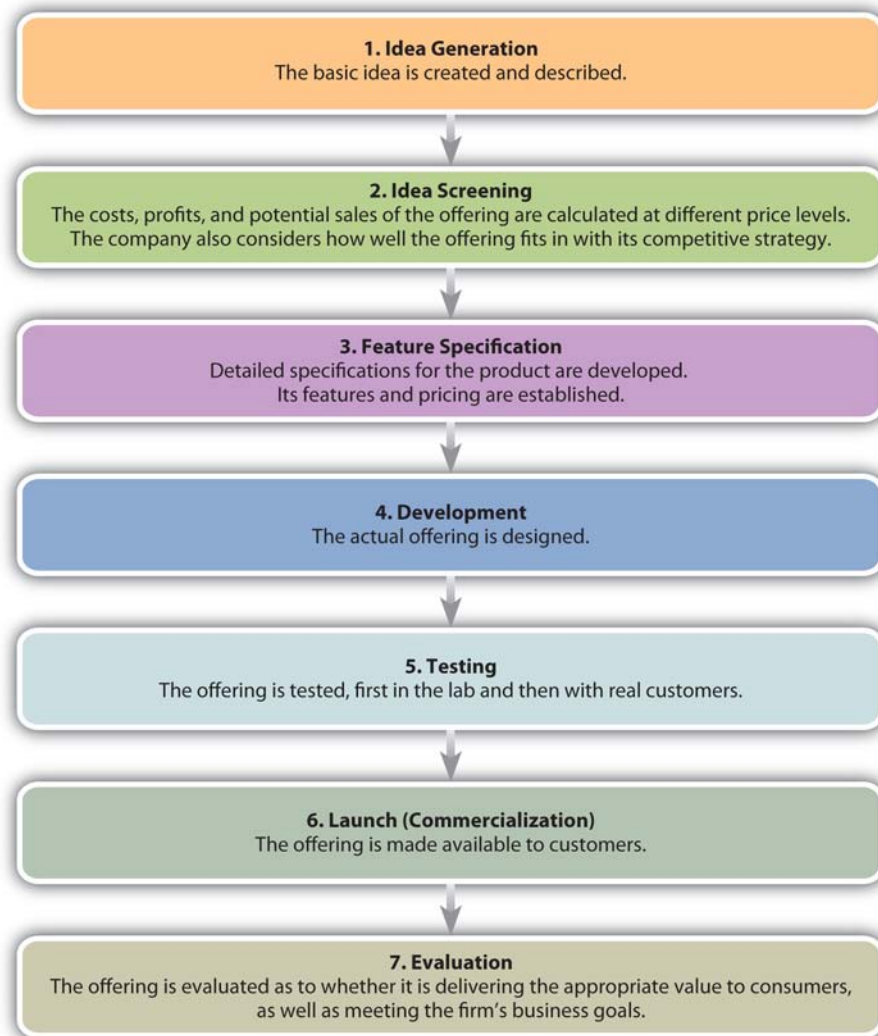 1. Idea Generation
The basic idea is created and described.
2. Idea Screening
The costs, profits, and potential sales of the offering are calculated at different price levels.
The company also considers how well the offering fits in with its competitive strategy.
3. Feature Specification
Detailed specifications for the product are developed.
Its features and pricing are established.
4. Development
The actual offering is designed.
5. Testing
The offering is tested, first in the lab and then with real customers.
6. Launch (Commercialization)
The offering is made available to customers.
7. Evaluation
The offering is evaluated as to whether it is delivering the appropriate value to consumers,
as well as meeting the firm's business goals.